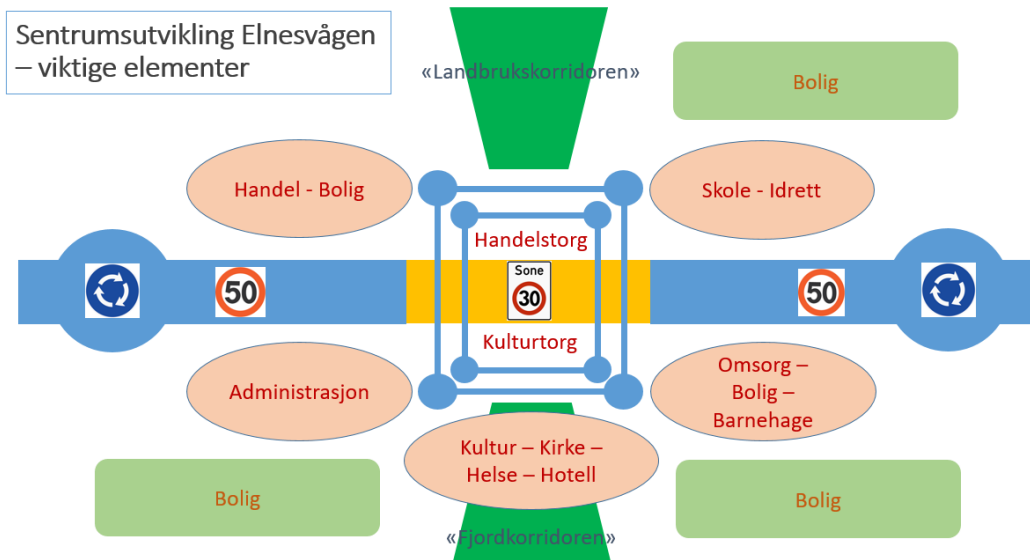 Sentrumsutvikling Elnesvågen
– viktige elementer
«Landbrukskorridoren»
Bolig
Handel - Bolig
Skole - Idrett
Handelstorg
50
Sone
30
50
Kulturtorg
Administrasjon
Omsorg –
Bolig –
Barnehage
Kultur – Kirke –
Helse – Hotell
Bolig
Bolig
«Fjordkorridoren»